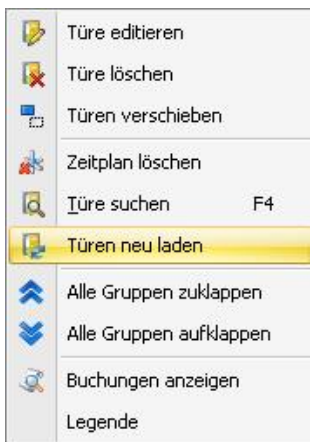 Türe editieren
Türe löschen
Türen verschieben
Zeitplan löschen
Türe suchen F4
Türen neu laden
Alle Gruppen zuklappen
Alle Gruppen aufklappen
Buchungen anzeigen
Legende